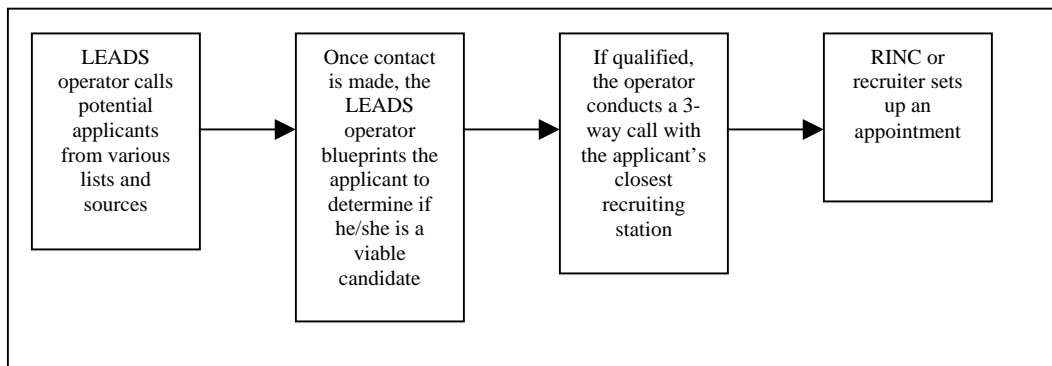 LEADS
operator calls
potential
applicants
from various
lists and
sources
Once contact
is made, the
LEADS
operator
blueprints the
applicant to
determine if
he/she is a
viable
candidate
If qualified,
the operator
conducts a 3-
way call with
the applicant’s
closest
recruiting
station
RINC or
recruiter sets
up an
appointment